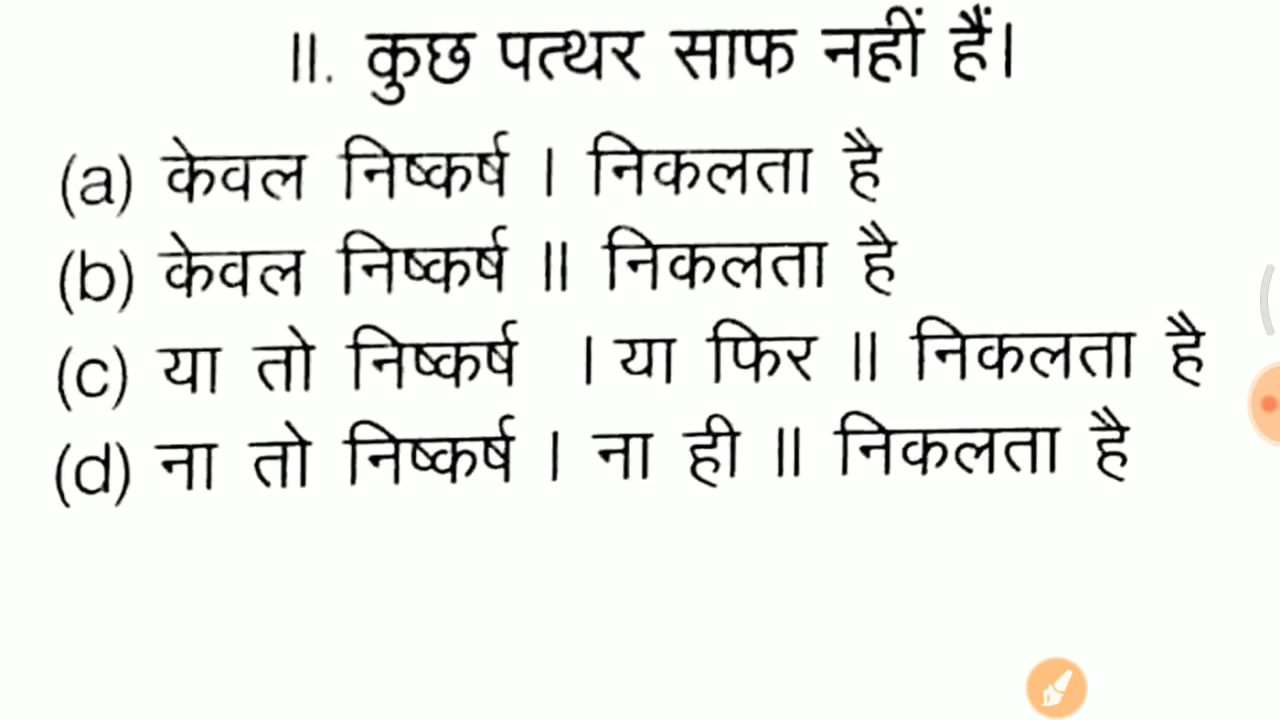 II. कुछ पत्थर साफ नहीं हैं।
(a) केवल निष्कर्ष I निकलता है
(b) केवल निष्कर्ष II निकलता है
(c) या तो निष्कर्ष I या फिर II निकलता है
(d) ना तो निष्कर्ष I ना ही II निकलता है